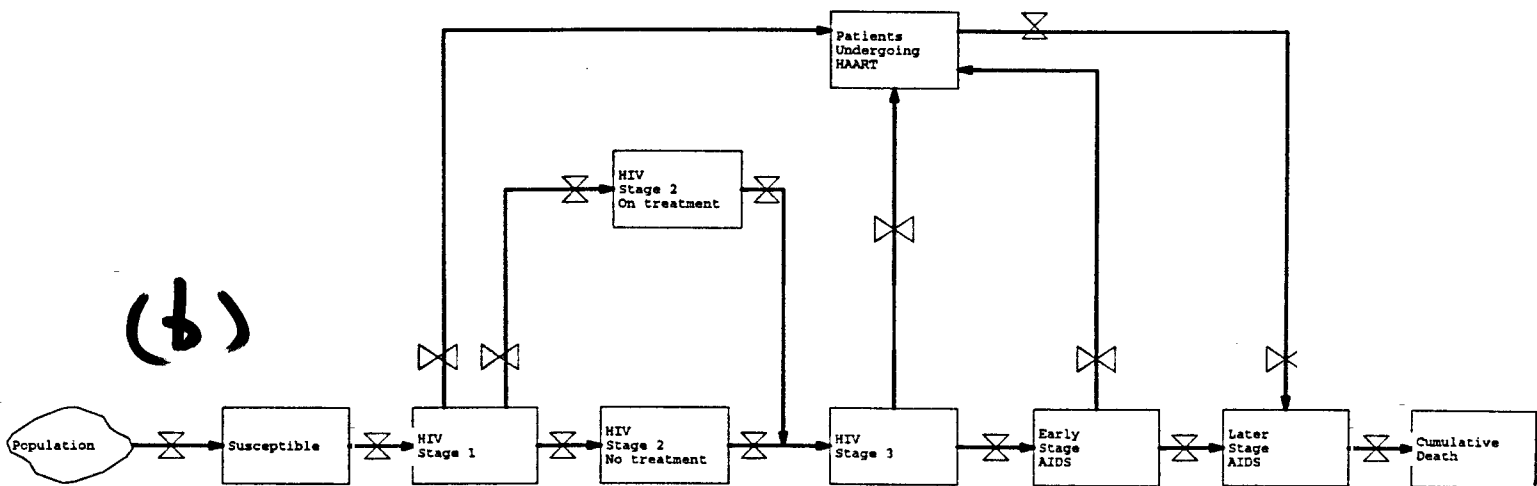 Patients
Undergoing
HAART
HIV
Stage 2
On treatment
(b)
Population
Susceptible
HIV
Stage 1
HIV
Stage 2
No treatment
HIV
Stage 3
Early
Stage
AIDS
Later
Stage
AIDS
Cumulative
Death